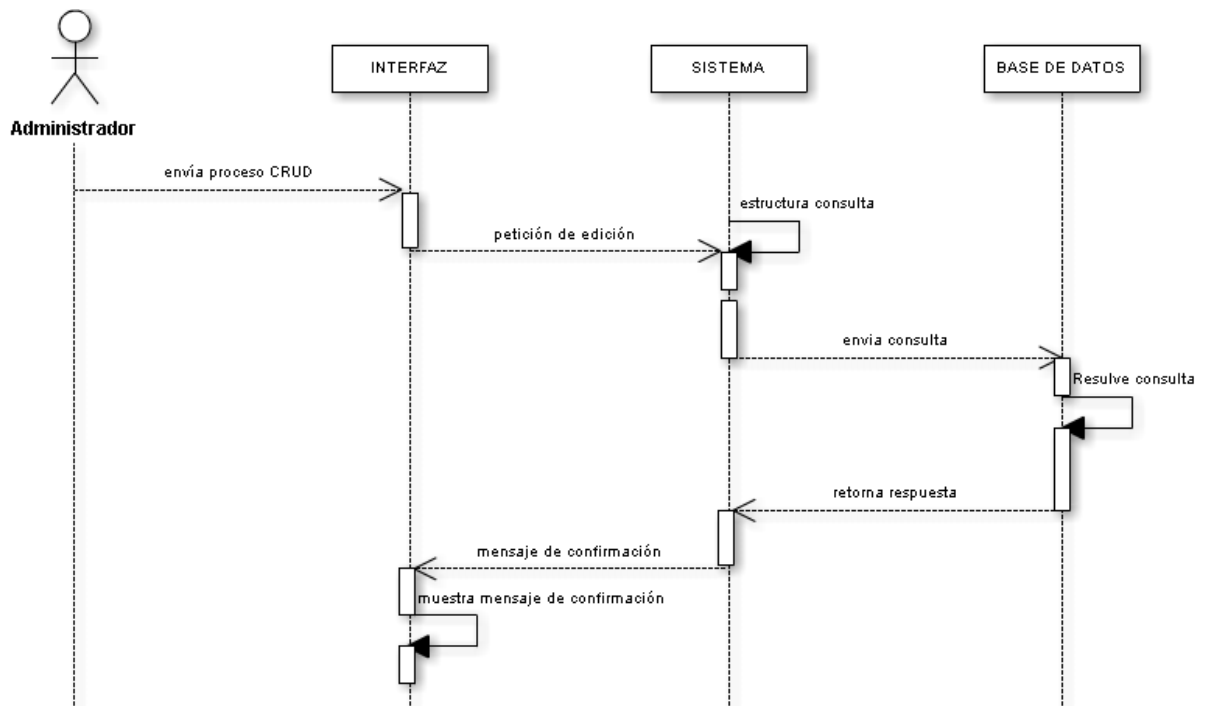 INTERFAZ
SISTEMA
BASE DE DATOS
Administrador
envía proceso CRUD
estructura consulta
petición de edición
envia consulta
Resulve consulta
retorna respuesta
mensaje de confirmación
muestra mensaje de confirmación